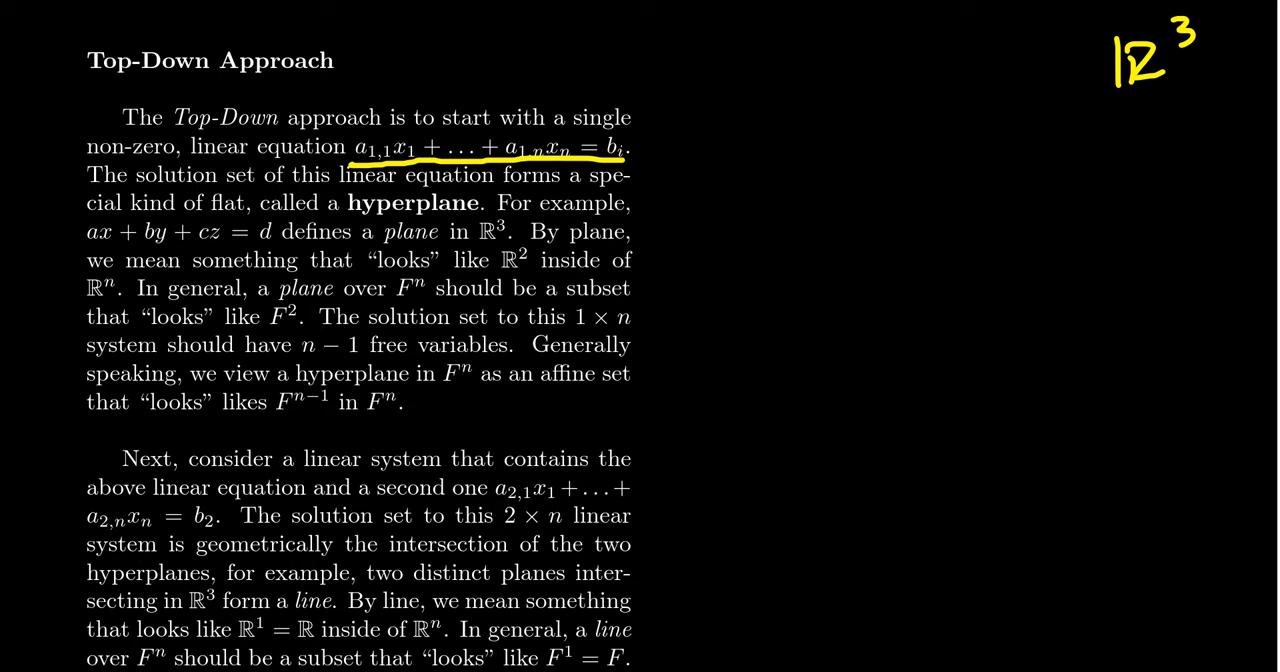 Top-Down Approach
The Top-Down approach is to start with a single
non-zero, linear equation a₁,₁x₁ + … + a₁,ₙxₙ = bᵢ.
The solution set of this linear equation forms a spe-
cial kind of flat, called a hyperplane. For example,
ax + by + cz = d defines a plane in ℝ³. By plane,
we mean something that “looks” like ℝ² inside of
ℝⁿ. In general, a plane over Fⁿ should be a subset
that “looks” like F². The solution set to this 1 × n
system should have n − 1 free variables. Generally
speaking, we view a hyperplane in Fⁿ as an affine set
that “looks” likes Fⁿ⁻¹ in Fⁿ.
Next, consider a linear system that contains the
above linear equation and a second one a₂,₁x₁ + … +
a₂,ₙxₙ = b₂. The solution set to this 2 × n linear
system is geometrically the intersection of the two
hyperplanes, for example, two distinct planes inter-
secting in ℝ³ form a line. By line, we mean something
that looks like ℝ¹ = ℝ inside of ℝⁿ. In general, a line
over Fⁿ should be a subset that “looks” like F¹ = F.
ℝ³